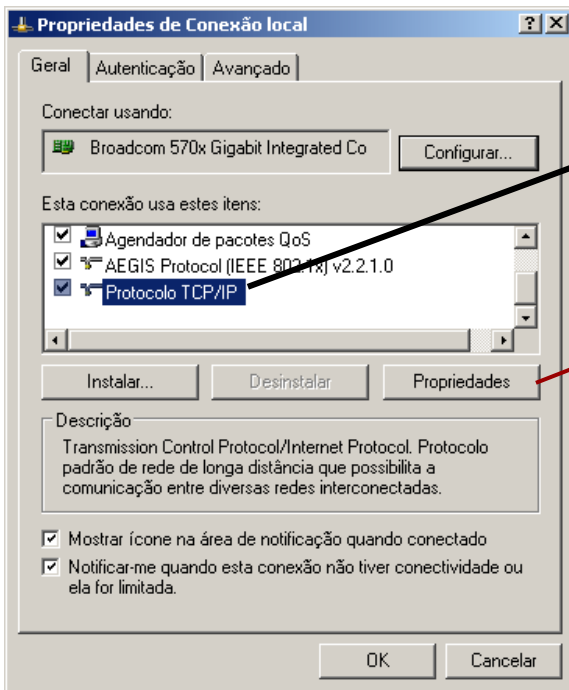 Propriedades de Conexão local
Geral Autenticação Avançado
Conectar usando:
Broadcom 570x Gigabit Integrated Co Configurar...
Esta conexão usa estes itens:
Agendador de pacotes QoS
AEGIS Protocol (IEEE 802.1x) v2.2.1.0
Protocolo TCP/IP
Instalar... Desinstalar Propriedades
Descrição
Transmission Control Protocol/Internet Protocol. Protocolo
padrão de rede de longa distância que possibilita a
comunicação entre diversas redes interconectadas.
Mostrar ícone na área de notificação quando conectado
Notificar-me quando esta conexão não tiver conectividade ou
ela for limitada.
OK Cancelar